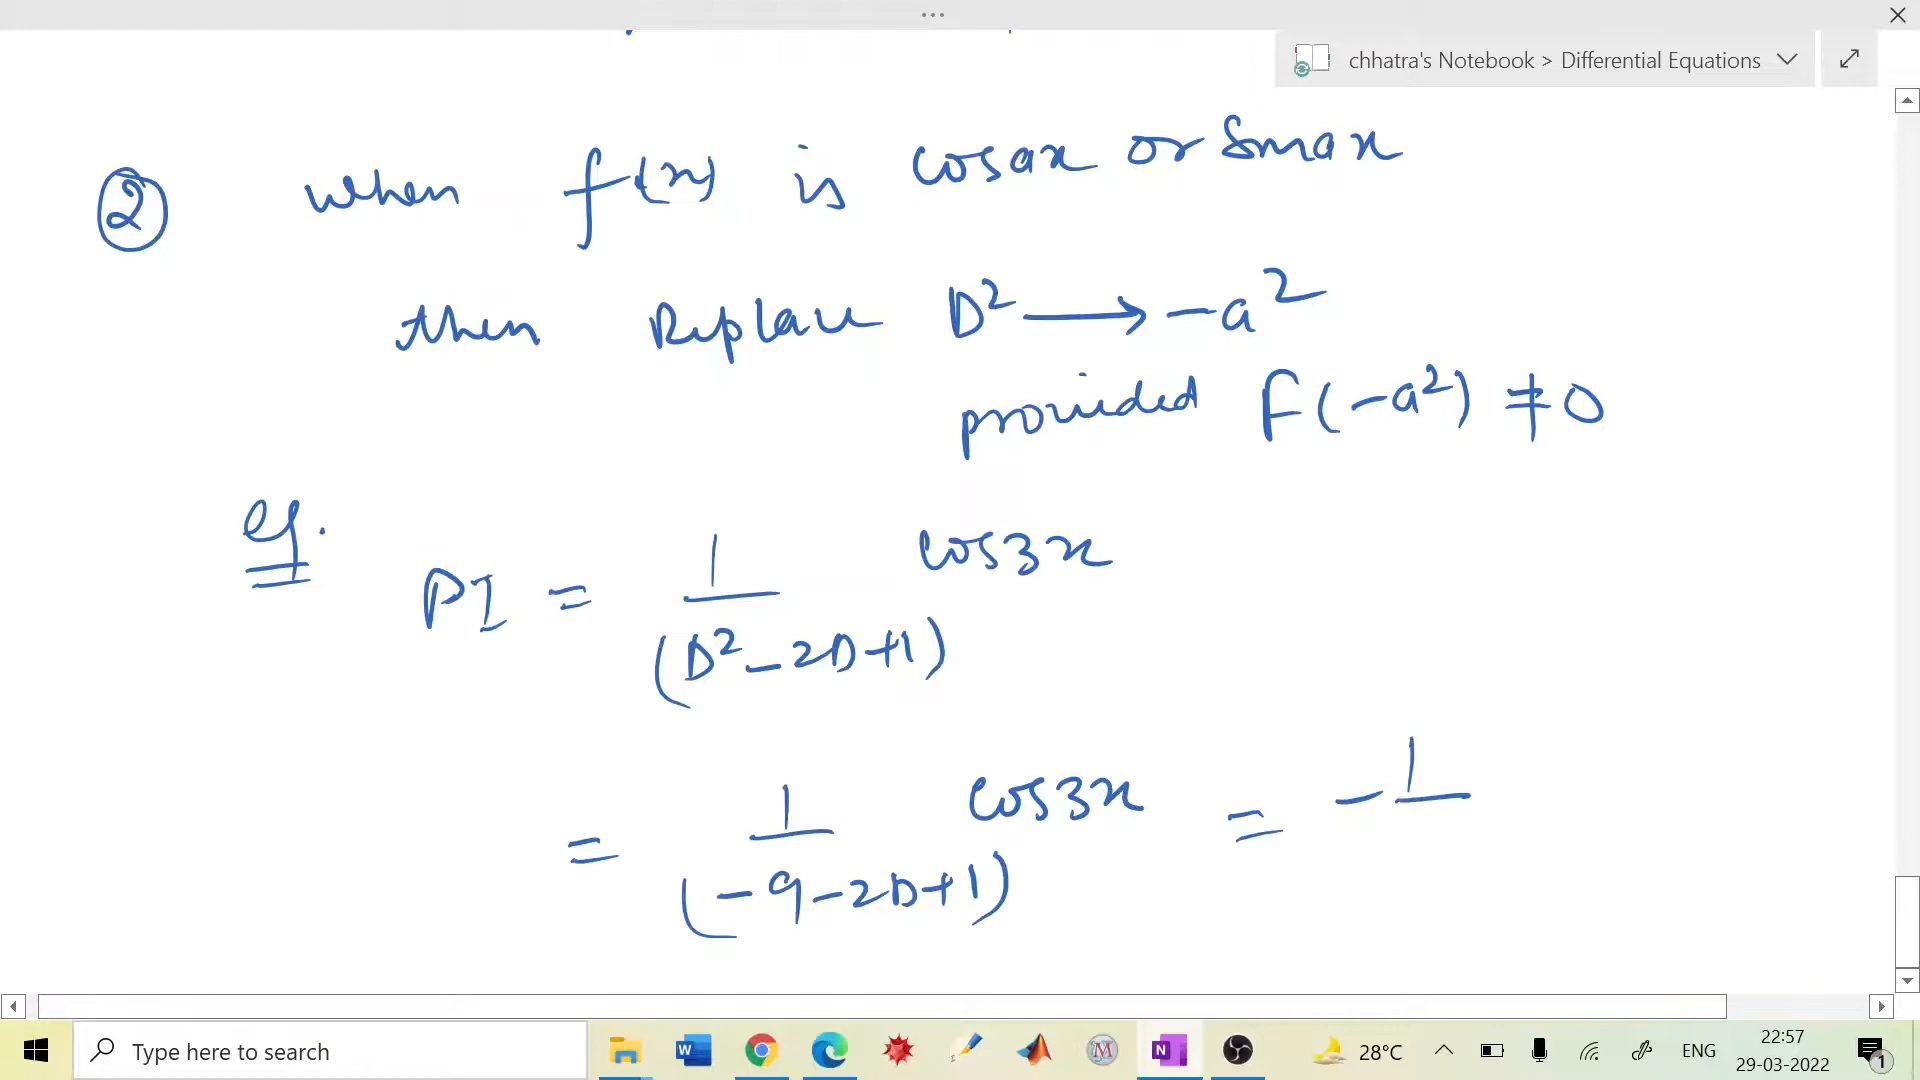 chhatra's Notebook > Differential Equations
② when f(x) is cosax or Sinax
then Replace D² → -a²
provided F(-a²) ≠ 0
eg.
PI = 1/(D²-2D+1) cos3x
= 1/(-9-2D+1) cos3x = -1/
Type here to search
28°C
ENG
22:57
29-03-2022
1